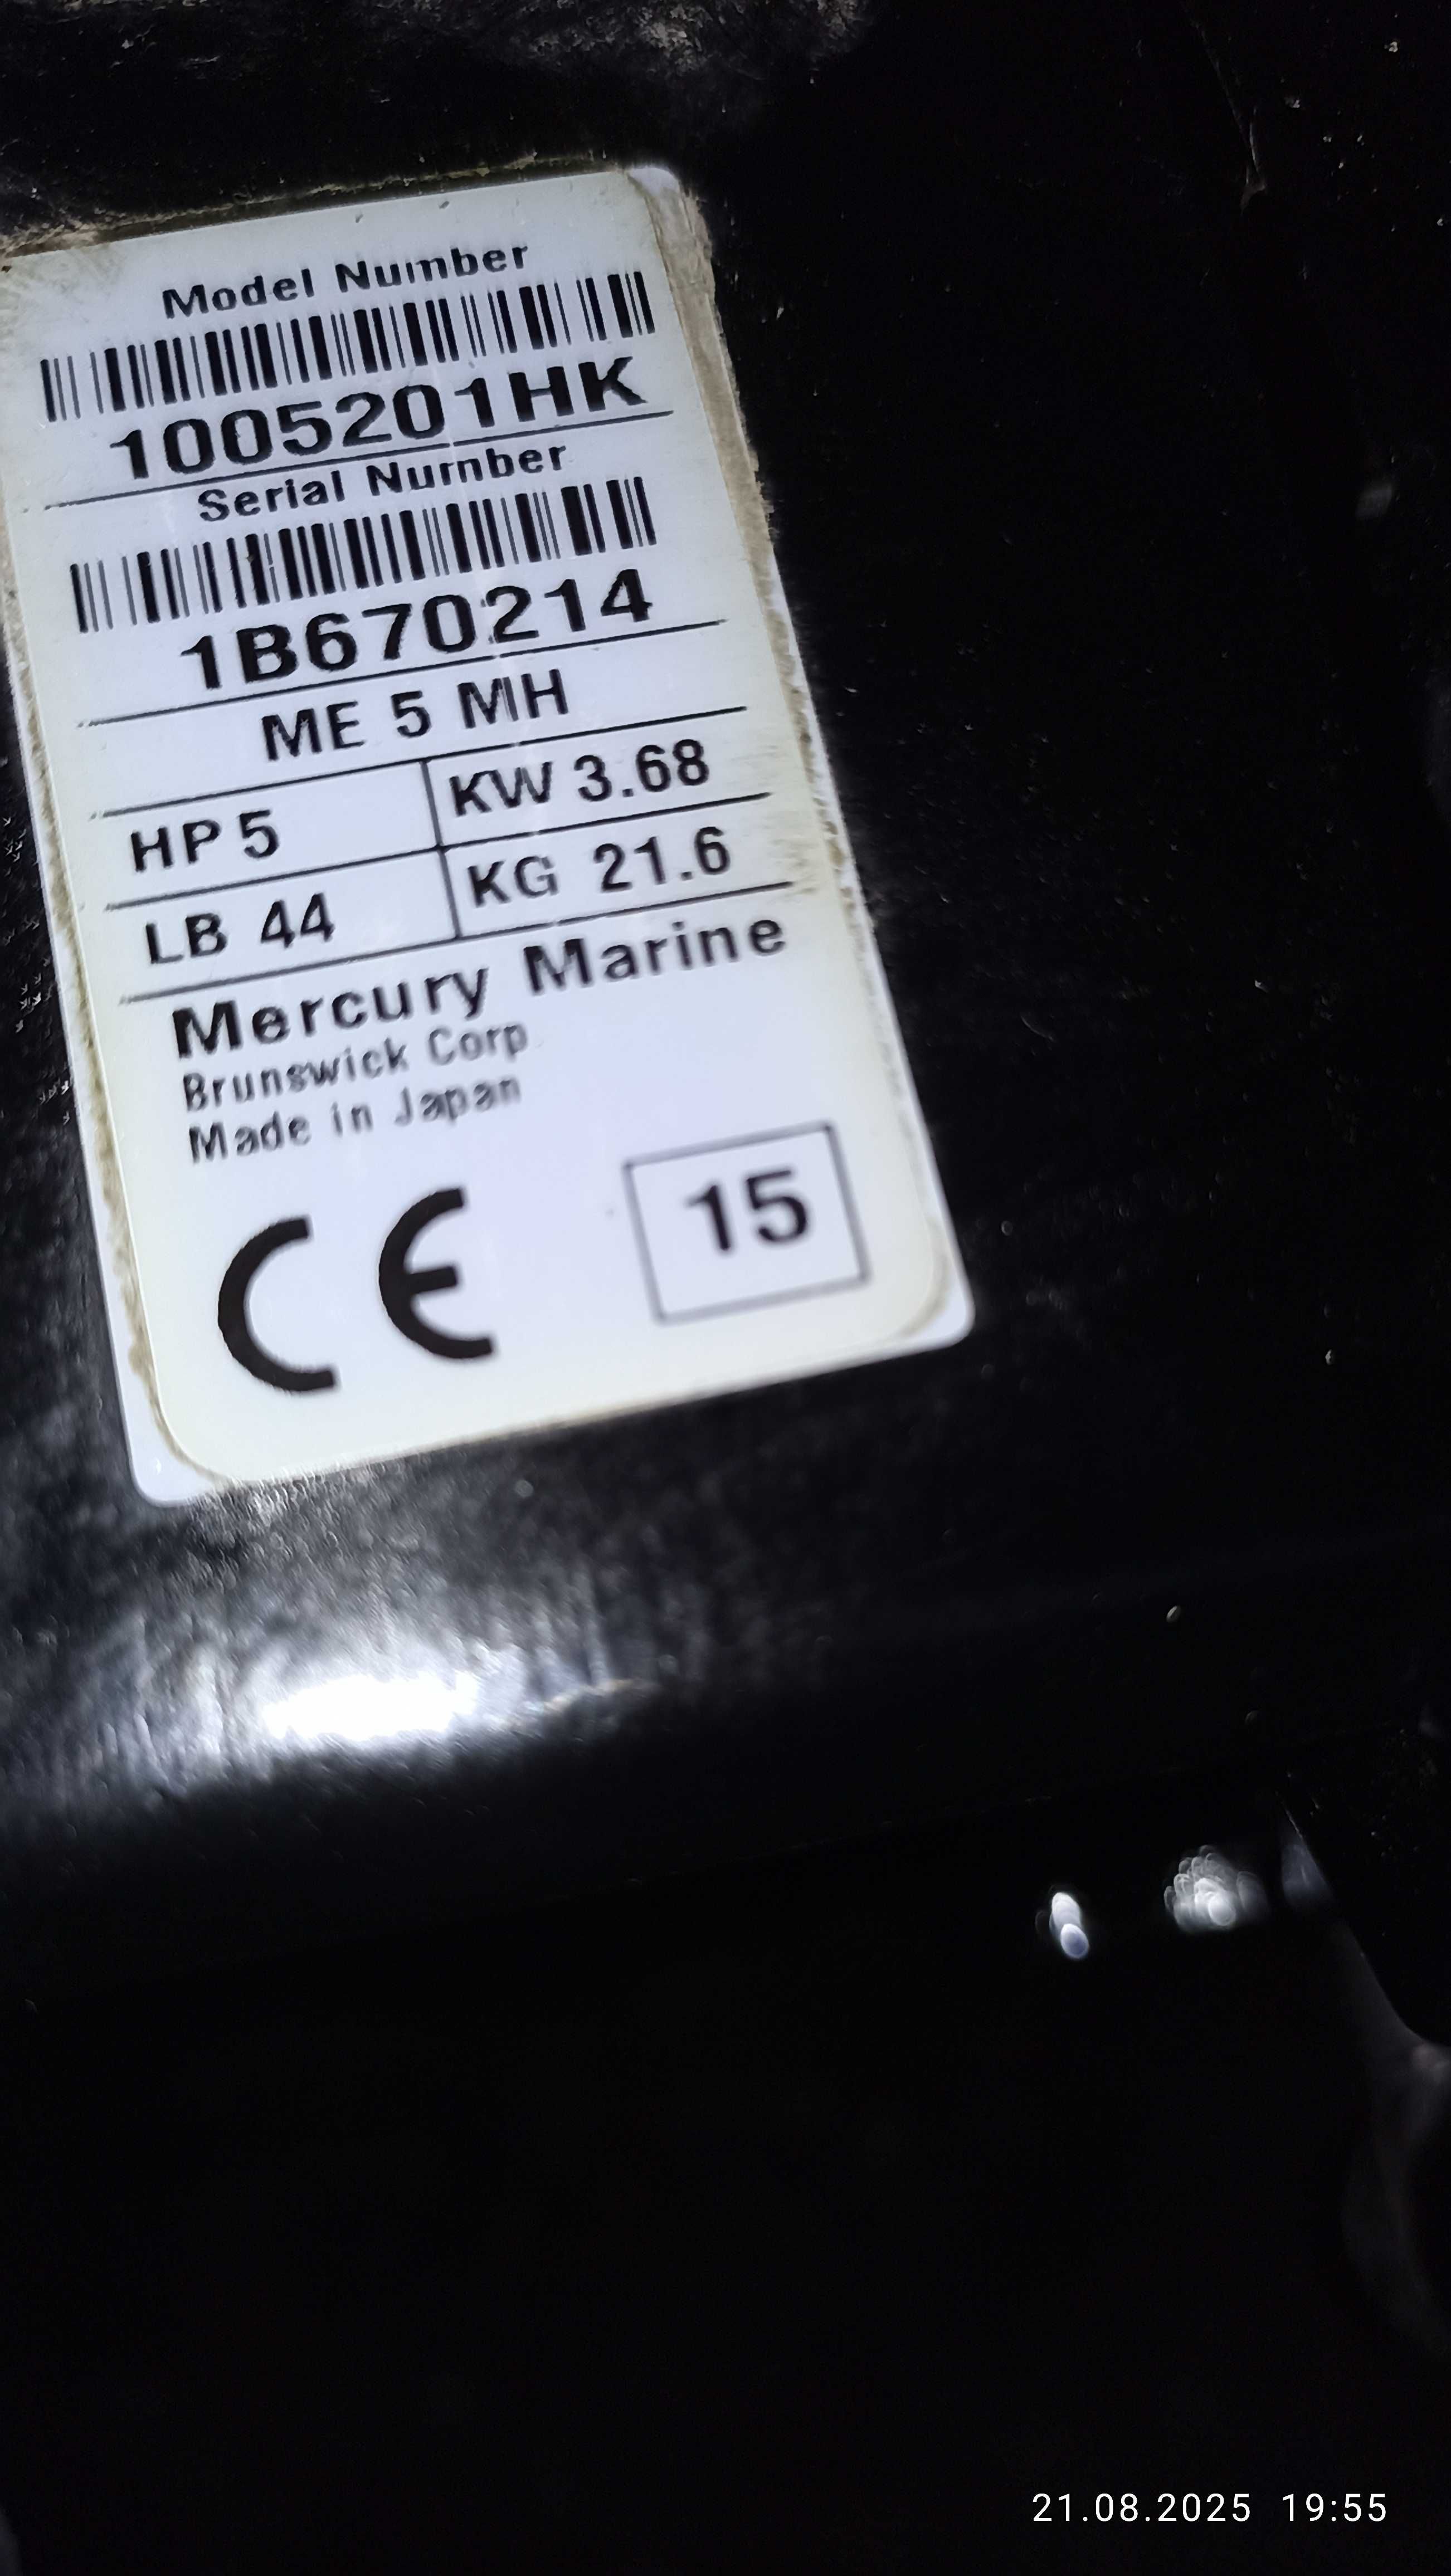 Model Number
1005201HK
Serial Number
1B670214
ME 5 MH
HP 5 KW 3.68
LB 44 KG 21.6
Mercury Marine
Brunswick Corp
Made in Japan
CE 15
21.08.2025 19:55